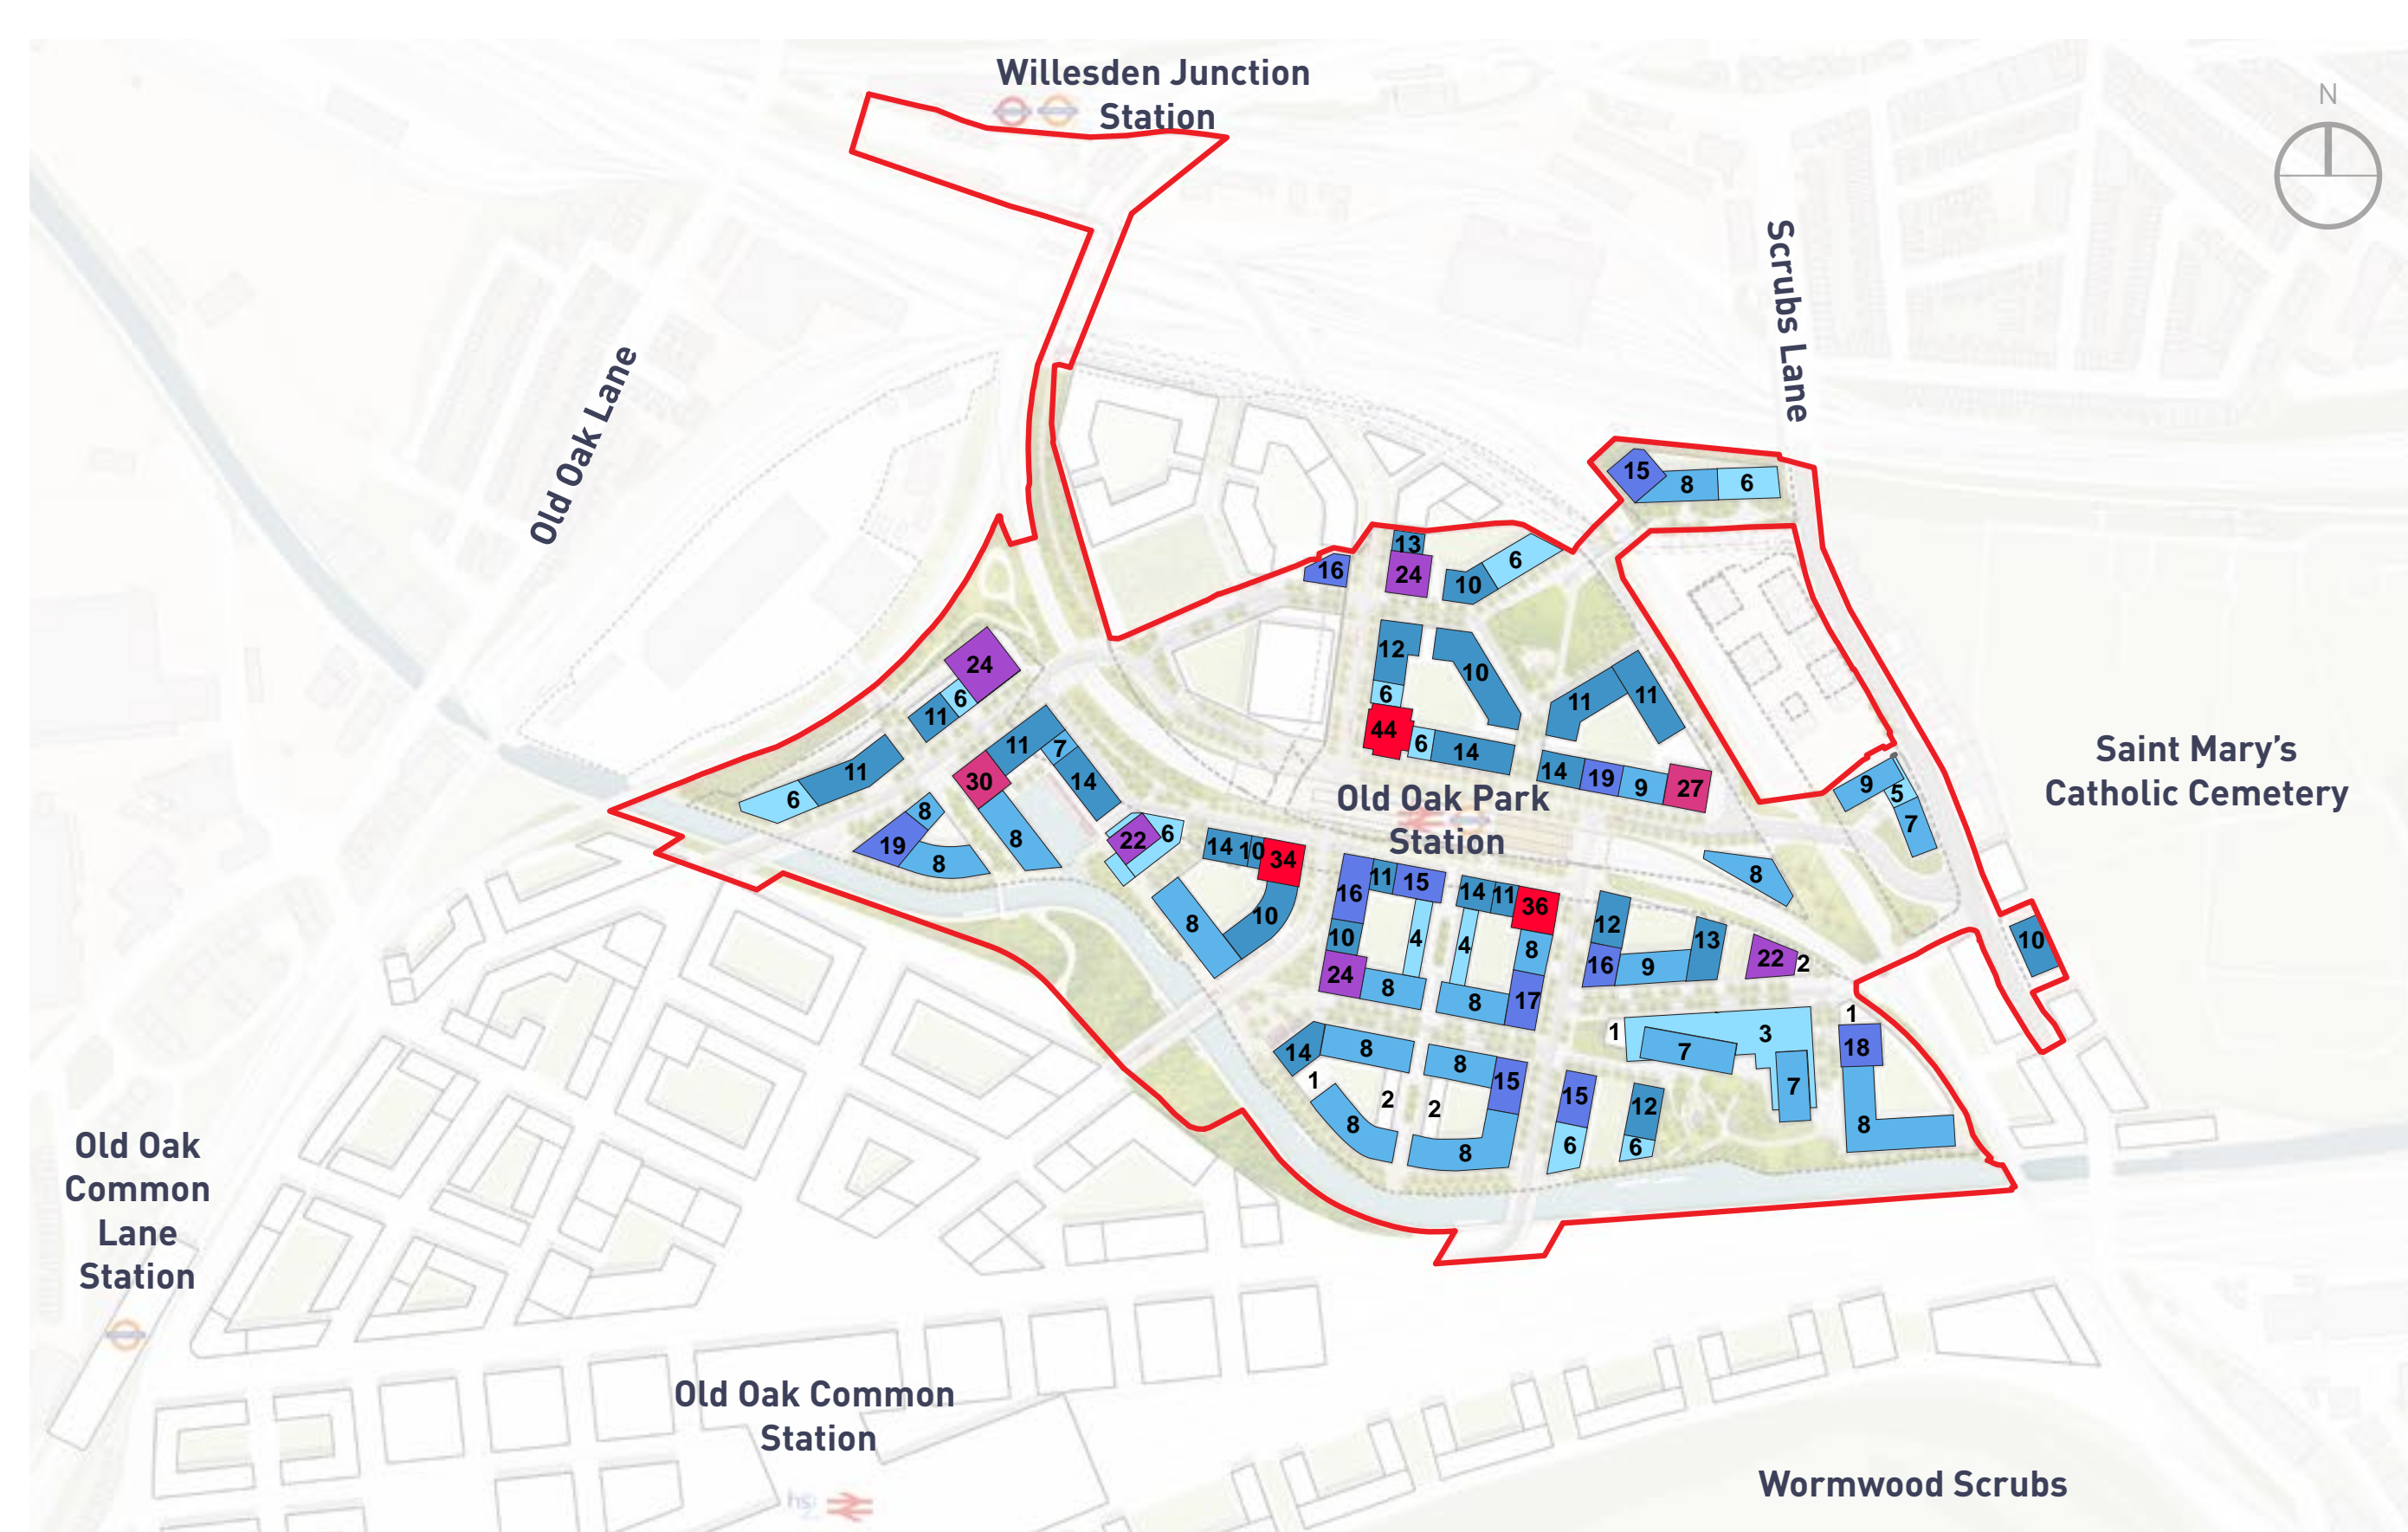 Willesden Junction
Station
N
Scrubs Lane
Old Oak Lane
15 8 6
13
16 24 10 6
12 10
6
11 11
44 6 14
14 19 9 27
24
6
11
11
6
11 7
30 14
8
19 8
8
22 6
14 10 34
8 10
Old Oak Park
Station
Saint Mary's
Catholic Cemetery
9 5
7
8
10
16 11 15
10 4
24 8
14 11 36
4 8
8 17
12 13
16 9
22 2
1 3
7
7
1
18
8
14 8
1
8 2
8 15
2
8
15
6
12
6
Old Oak
Common
Lane
Station
Old Oak Common
Station
hs2
Wormwood Scrubs